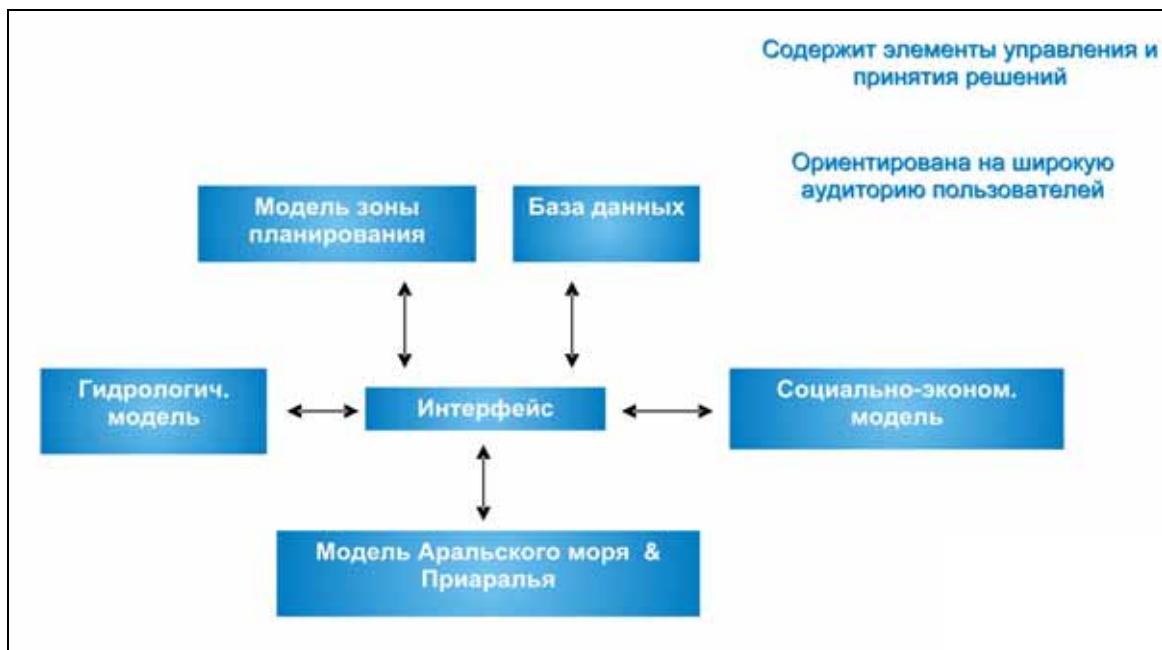 Содержит элементы управления и
принятия решений
Ориентирована на широкую
аудиторию пользователей
Модель зоны
планирования
База данных
Гидрологич.
модель
Интерфейс
Социально-эконом.
модель
Модель Аральского моря &
Приаралья